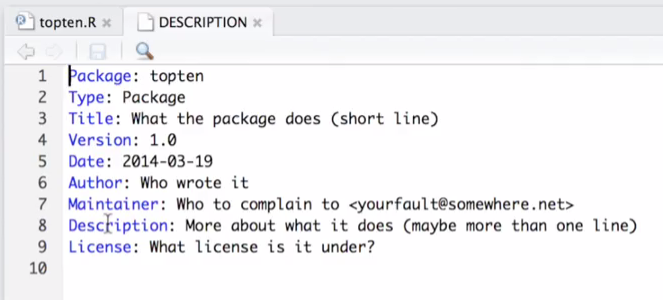 topten.R DESCRIPTION
1 Package: topten
2 Type: Package
3 Title: What the package does (short line)
4 Version: 1.0
5 Date: 2014-03-19
6 Author: Who wrote it
7 Maintainer: Who to complain to <yourfault@somewhere.net>
8 Description: More about what it does (maybe more than one line)
9 License: What license is it under?
10